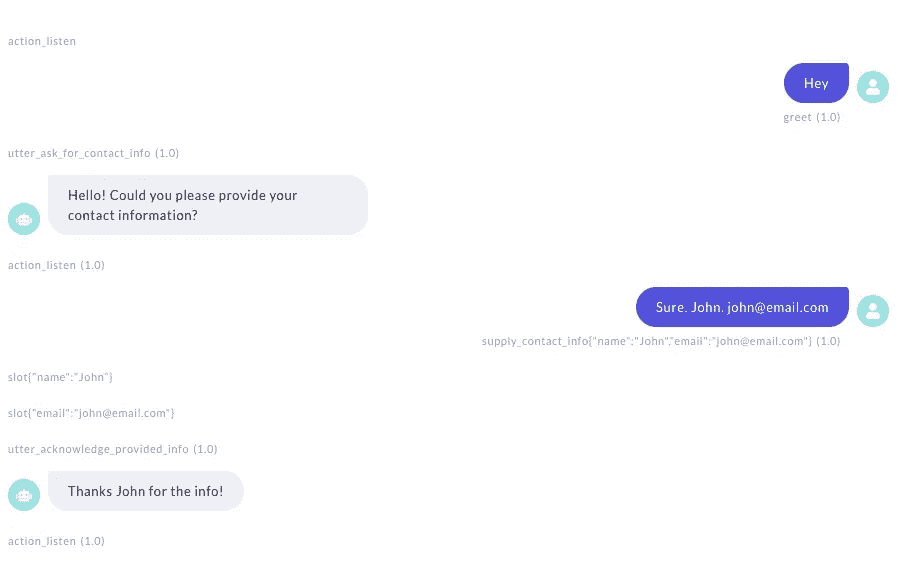 action_listen
Hey
greet (1.0)
utter_ask_for_contact_info (1.0)
Hello! Could you please provide your
contact information?
action_listen (1.0)
Sure. John. john@email.com
supply_contact_info{"name":"John","email":"john@email.com"} (1.0)
slot{"name":"John"}
slot{"email":"john@email.com"}
utter_acknowledge_provided_info (1.0)
Thanks John for the info!
action_listen (1.0)